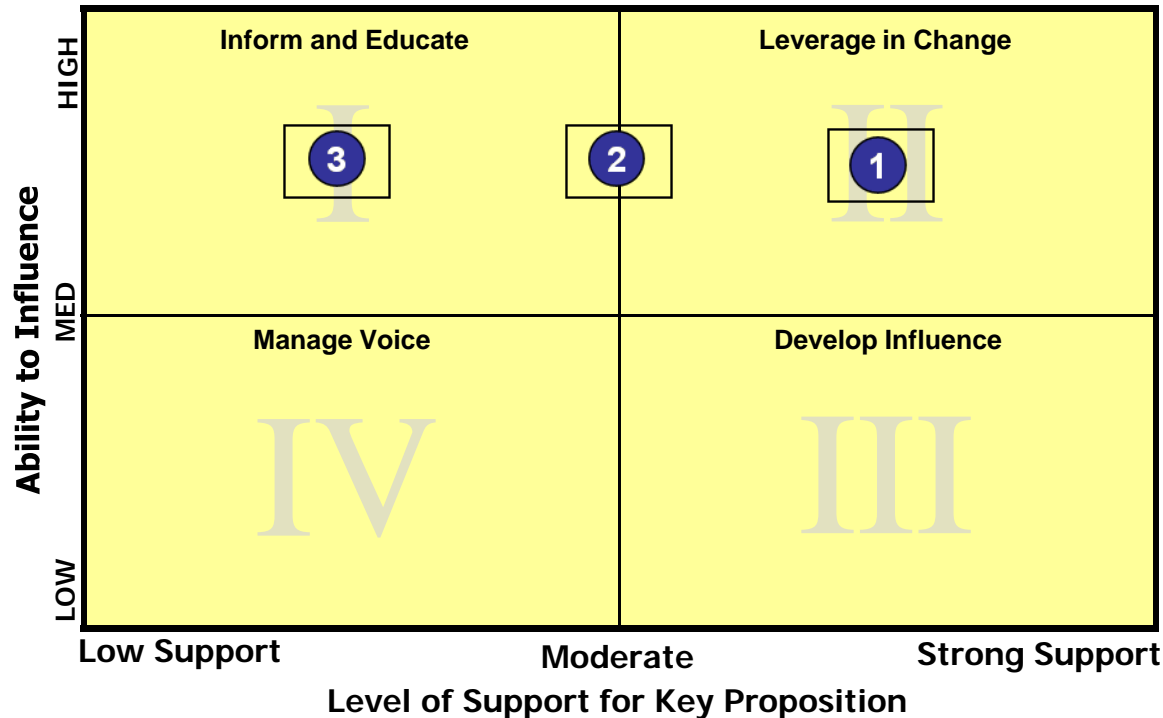 Inform and Educate
Leverage in Change
I
II
3
2
1
Manage Voice
Develop Influence
IV
III
HIGH
MED
LOW
Ability to Influence
Low Support
Moderate
Strong Support
Level of Support for Key Proposition